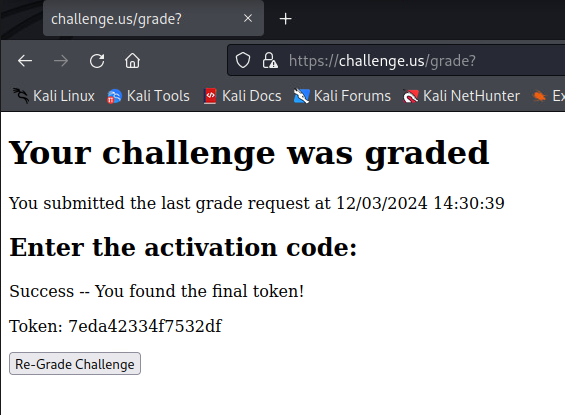 challenge.us/grade?
https://challenge.us/grade?
Kali Linux Kali Tools Kali Docs Kali Forums Kali NetHunter Ex
Your challenge was graded
You submitted the last grade request at 12/03/2024 14:30:39
Enter the activation code:
Success -- You found the final token!
Token: 7eda42334f7532df
Re-Grade Challenge